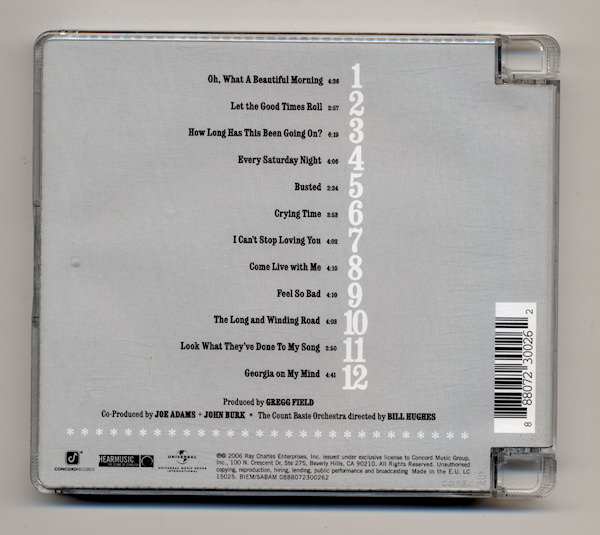 Oh, What A Beautiful Morning 4:36 1
Let the Good Times Roll 2:57 2
How Long Has This Been Going On? 6:19 3
Every Saturday Night 4:06 4
Busted 2:34 5
Crying Time 3:53 6
I Can't Stop Loving You 4:02 7
Come Live with Me 4:10 8
Feel So Bad 4:10 9
The Long and Winding Road 4:03 10
Look What They've Done To My Song 3:50 11
Georgia on My Mind 4:41 12
Produced by GREGG FIELD
Co-Produced by JOE ADAMS + JOHN BURK * The Count Basie Orchestra directed by BILL HUGHES
* * * * * * * * * * * * * * * * * * * * * * * * * * * * * *
CONCORD RECORDS
HEARMUSIC
UNIVERSAL
UNIVERSAL MUSIC GROUP
INTERNATIONAL
℗© 2006 Ray Charles Enterprises, Inc. issued under exclusive license to Concord Music Group,
Inc., 100 N. Crescent Dr, Ste 275, Beverly Hills, CA 90210. All Rights Reserved. Unauthorised
copying, reproduction, hiring, lending, public performance and broadcasting Made in the E.U. LC
15025. BIEM/SABAM 0888072300262
8 88072 30026 2